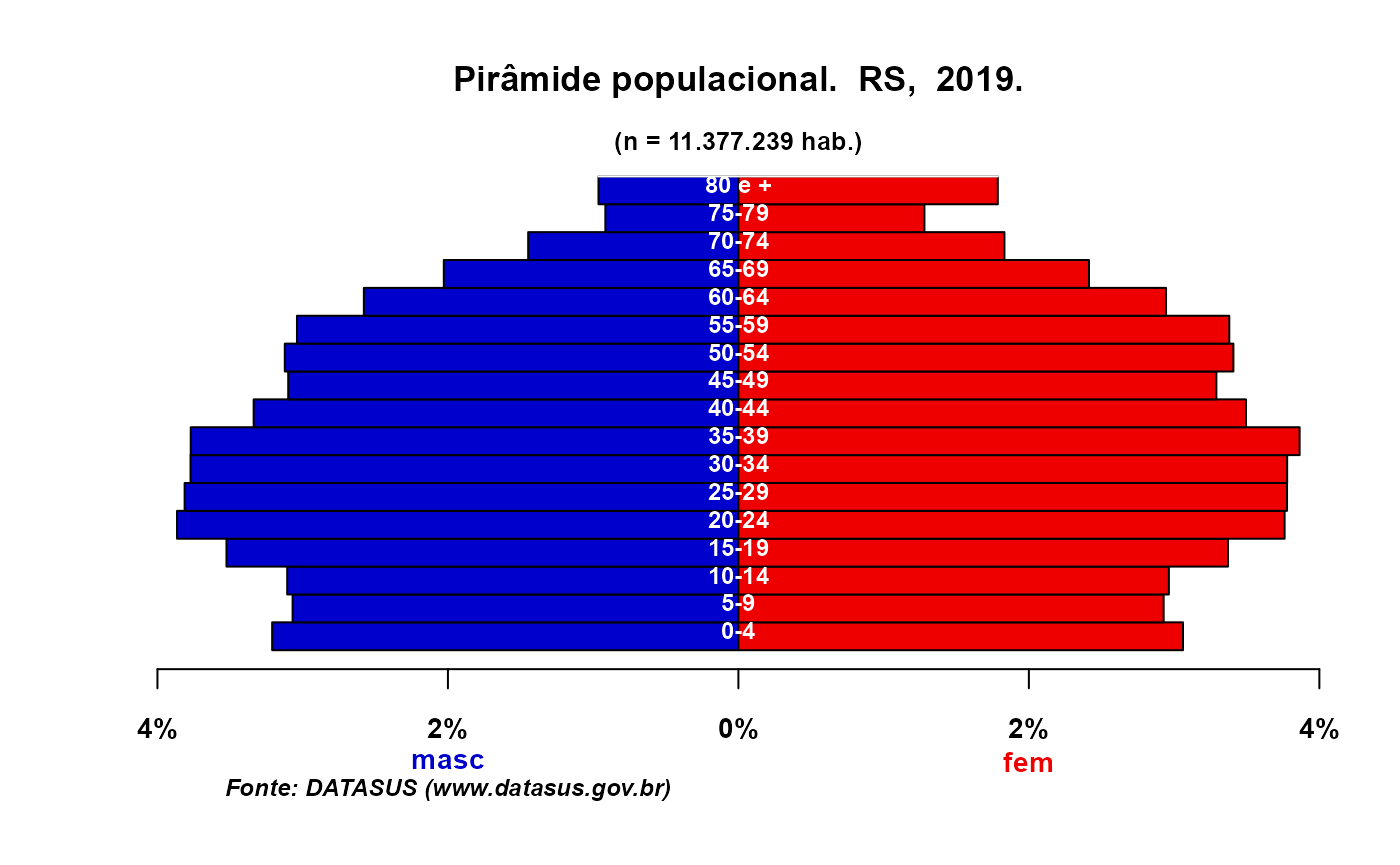 Pirâmide populacional.  RS,  2019.
(n = 11.377.239 hab.)
80 e +
75-79
70-74
65-69
60-64
55-59
50-54
45-49
40-44
35-39
30-34
25-29
20-24
15-19
10-14
5-9
0-4
4% 2% 0% 2% 4%
masc fem
Fonte: DATASUS (www.datasus.gov.br)